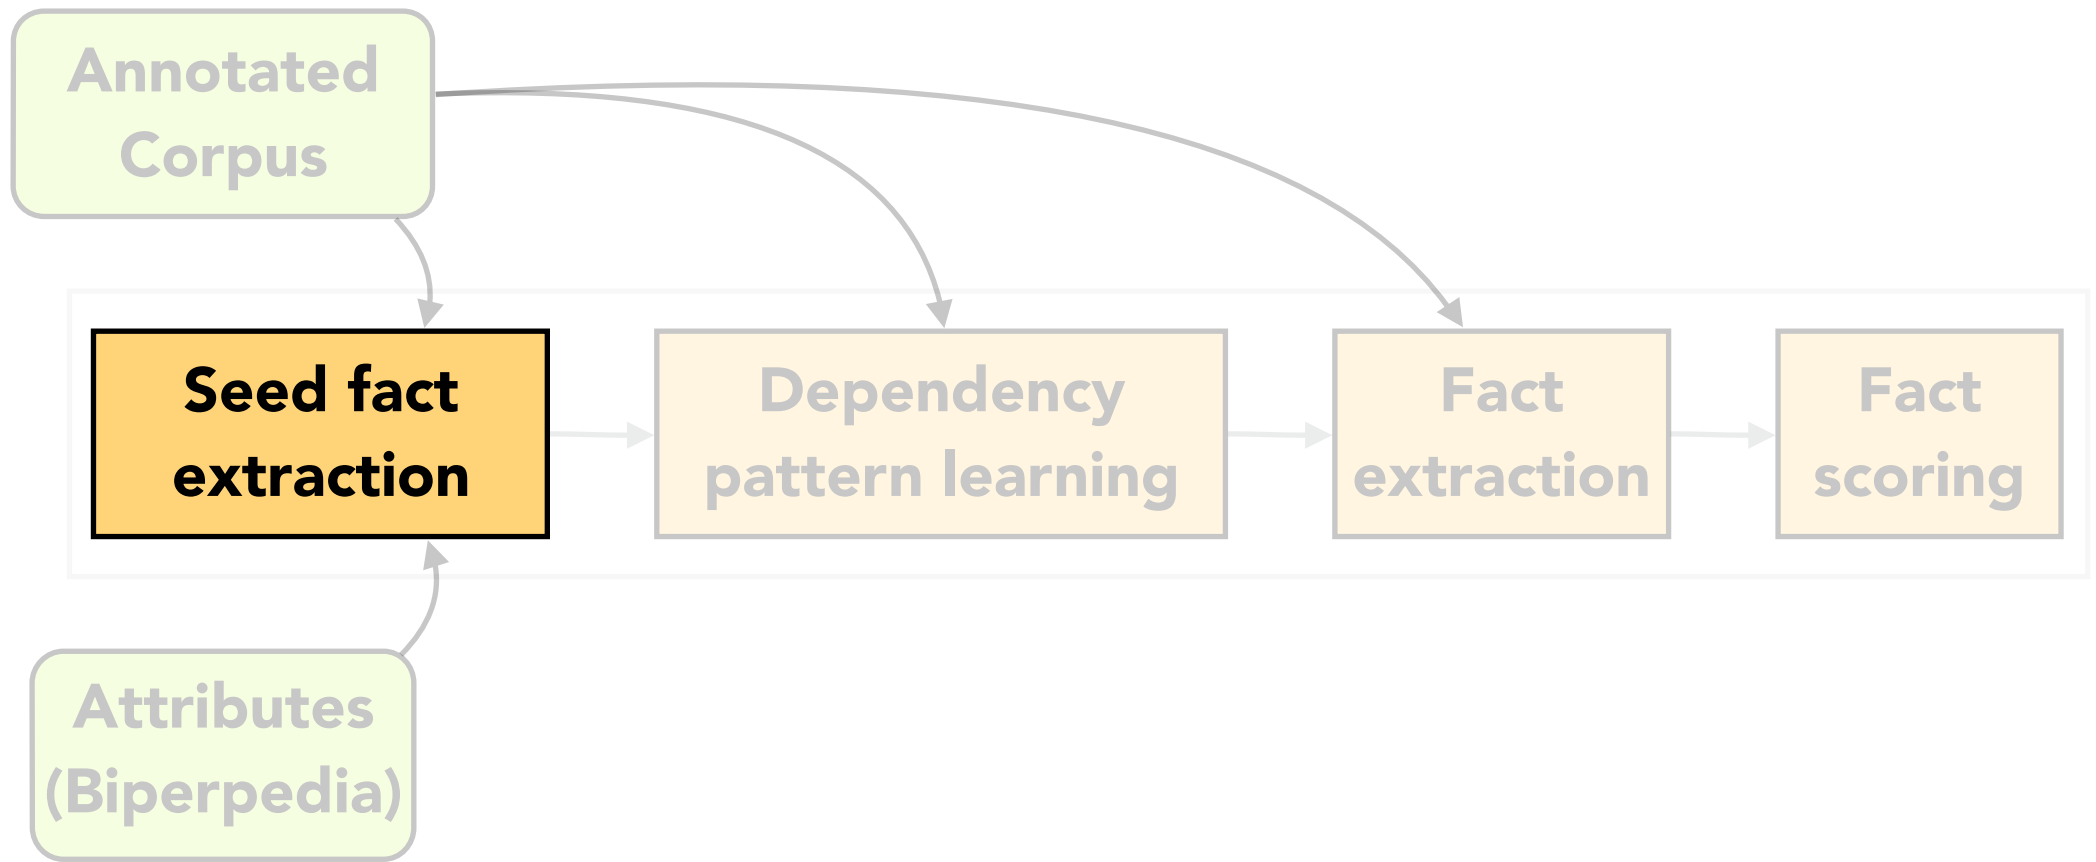 Annotated
Corpus
Seed fact
extraction
Dependency
pattern learning
Fact
extraction
Fact
scoring
Attributes
(Biperpedia)